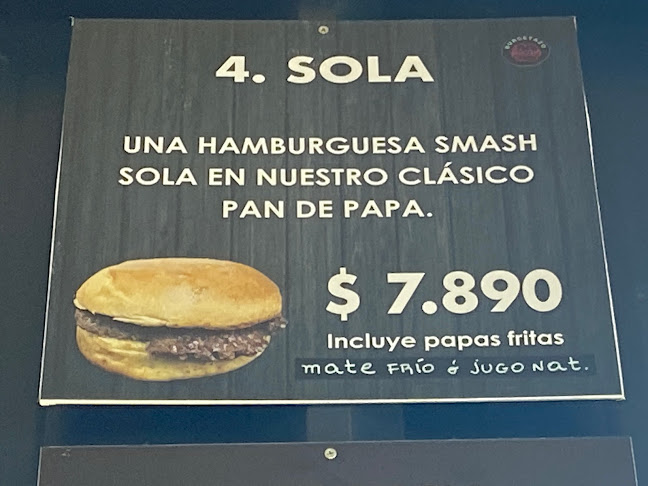 BURGERAZO
4. SOLA
UNA HAMBURGUESA SMASH
SOLA EN NUESTRO CLÁSICO
PAN DE PAPA.
$ 7.890
Incluye papas fritas
mate FRÍO ó JUGO Nat.